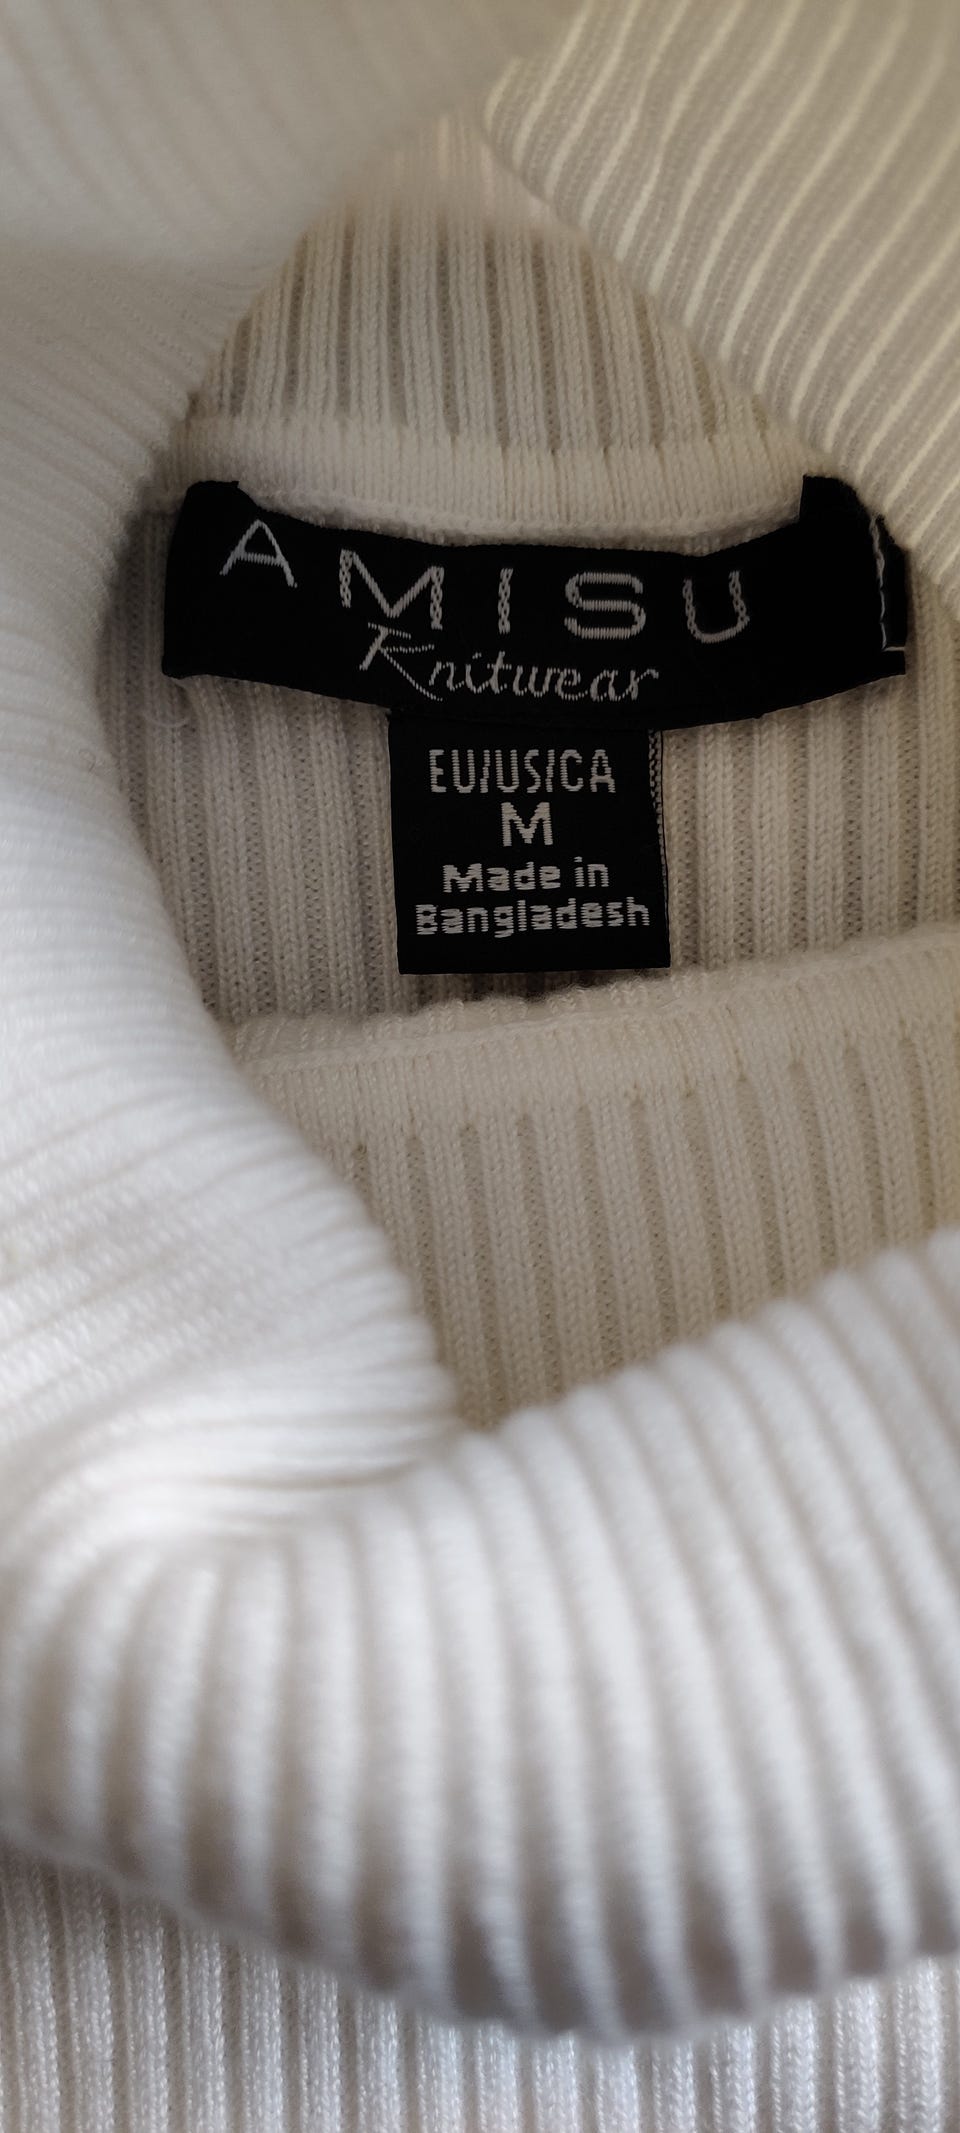 AMISU
Knitwear
EU/US/CA
M
Made in
Bangladesh